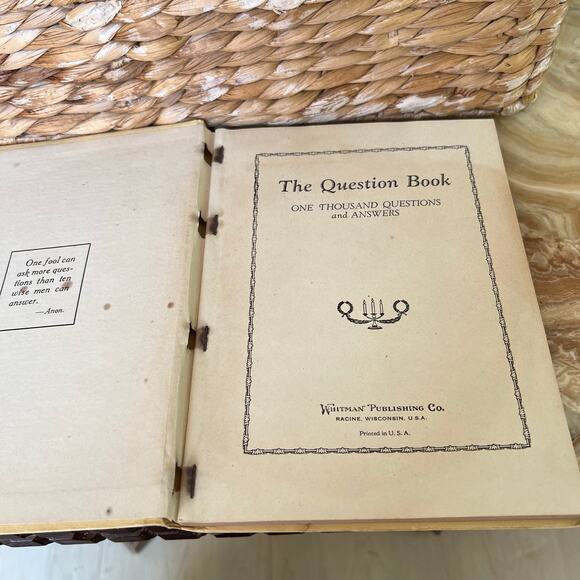 One fool can
ask more ques-
tions than ten
wise men can
answer.
—Anon.
The Question Book
ONE THOUSAND QUESTIONS
and ANSWERS
WHITMAN PUBLISHING CO.
RACINE, WISCONSIN, U.S.A.
Printed in U. S. A.